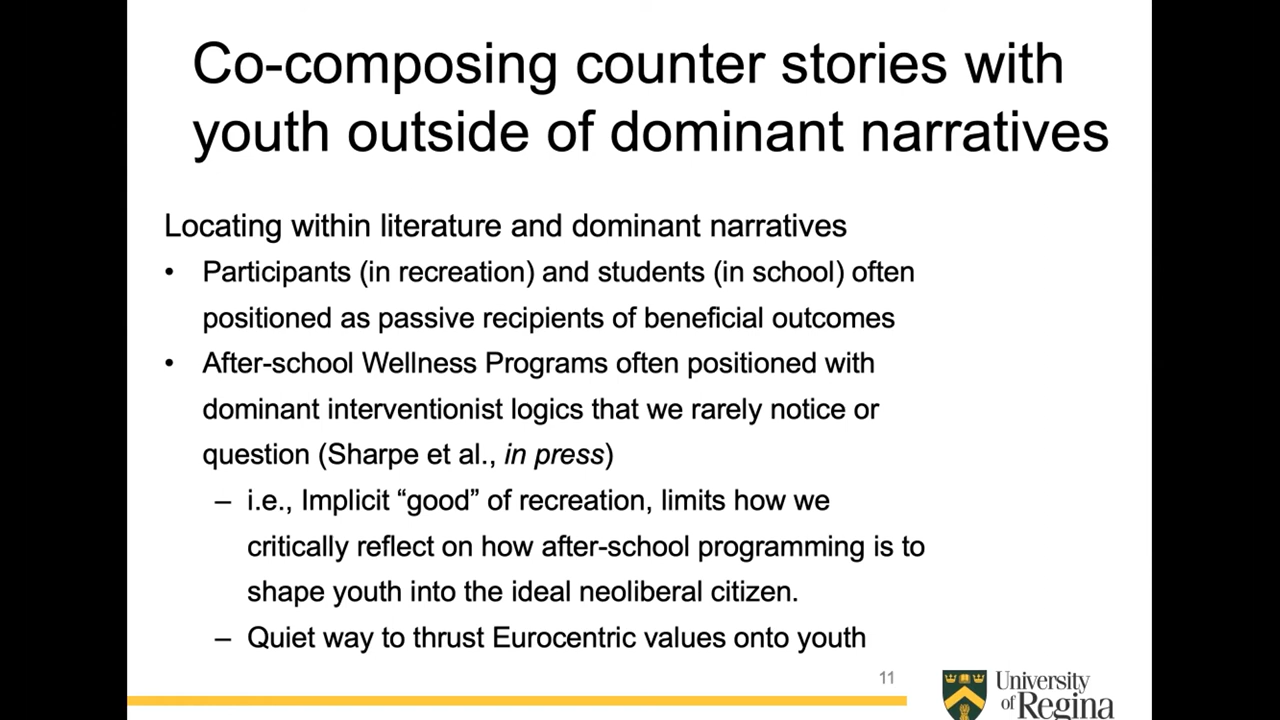 Co-composing counter stories with
youth outside of dominant narratives
Locating within literature and dominant narratives
• Participants (in recreation) and students (in school) often
positioned as passive recipients of beneficial outcomes
• After-school Wellness Programs often positioned with
dominant interventionist logics that we rarely notice or
question (Sharpe et al., in press)
– i.e., Implicit “good” of recreation, limits how we
critically reflect on how after-school programming is to
shape youth into the ideal neoliberal citizen.
– Quiet way to thrust Eurocentric values onto youth
11
University
of Regina